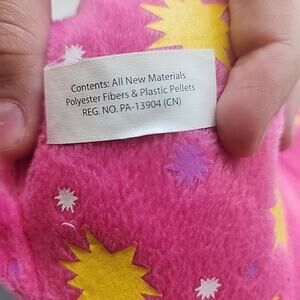 Contents: All New Materials
Polyester Fibers & Plastic Pellets
REG. NO. PA-13904 (CN)